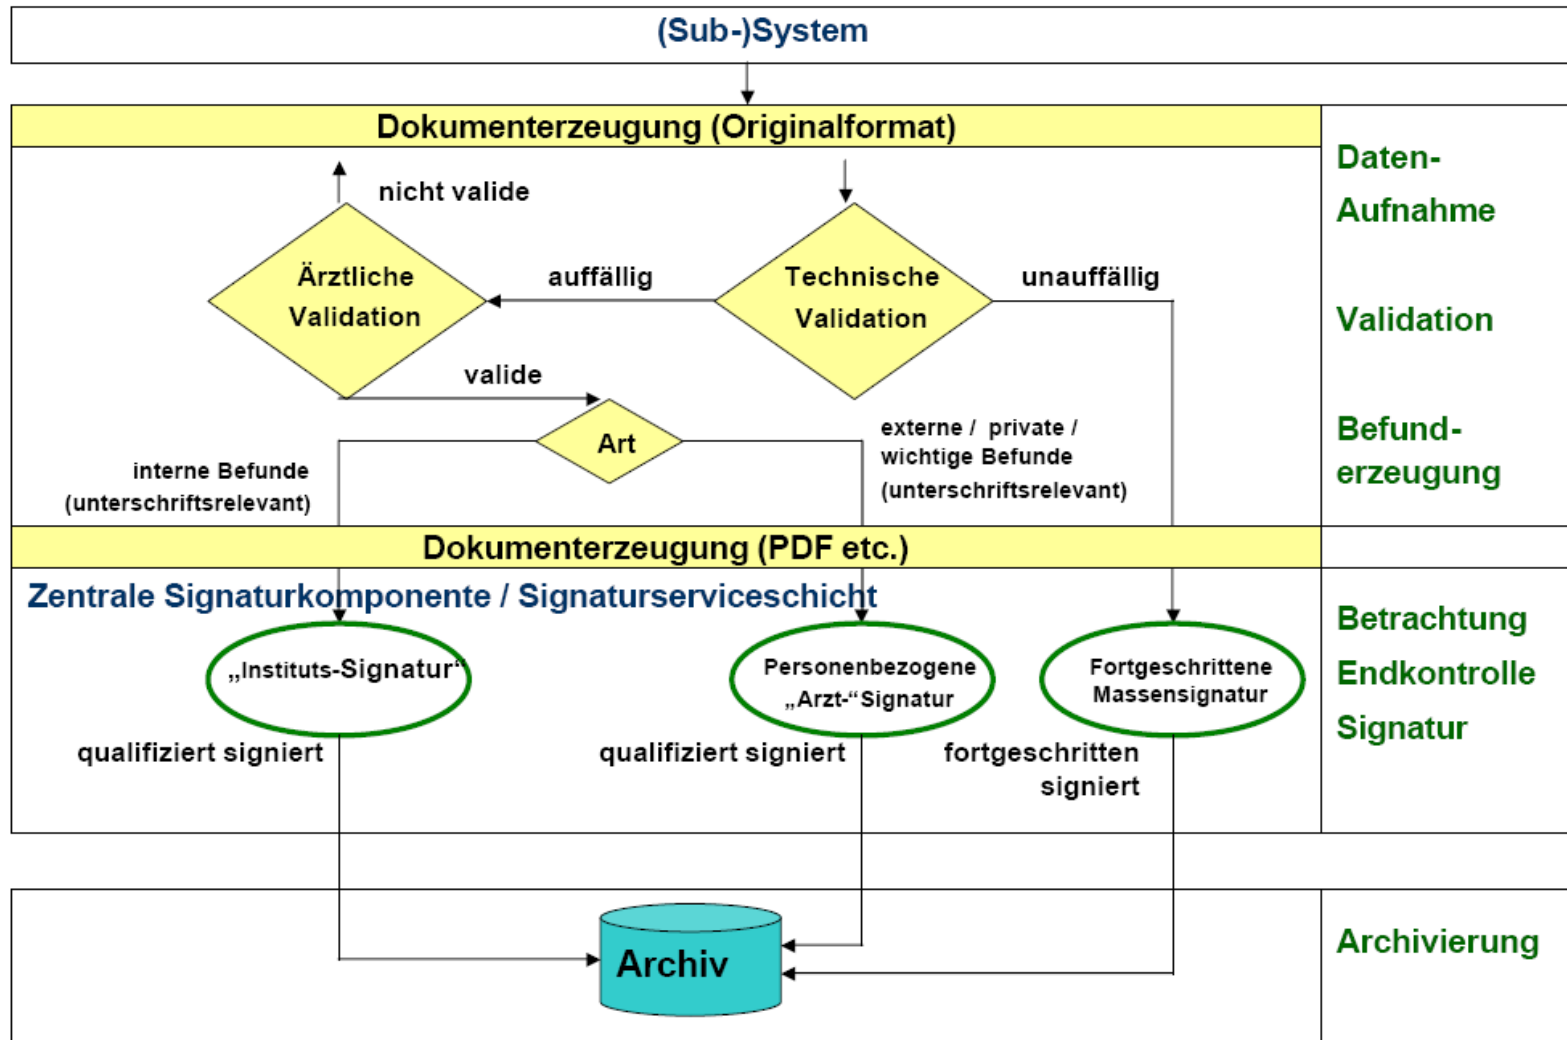 (Sub-)System
Dokumenterzeugung (Originalformat)
Daten-
Aufnahme
nicht valide
Ärztliche
Validation
auffällig
Technische
Validation
unauffällig
Validation
valide
Art
externe / private /
wichtige Befunde
(unterschriftsrelevant)
interne Befunde
(unterschriftsrelevant)
Befund-
erzeugung
Dokumenterzeugung (PDF etc.)
Zentrale Signaturkomponente / Signaturserviceschicht
„Instituts-Signatur“
Personenbezogene
„Arzt-“Signatur
Fortgeschrittene
Massensignatur
Betrachtung
Endkontrolle
Signatur
qualifiziert signiert
qualifiziert signiert
fortgeschritten
signiert
Archiv
Archivierung